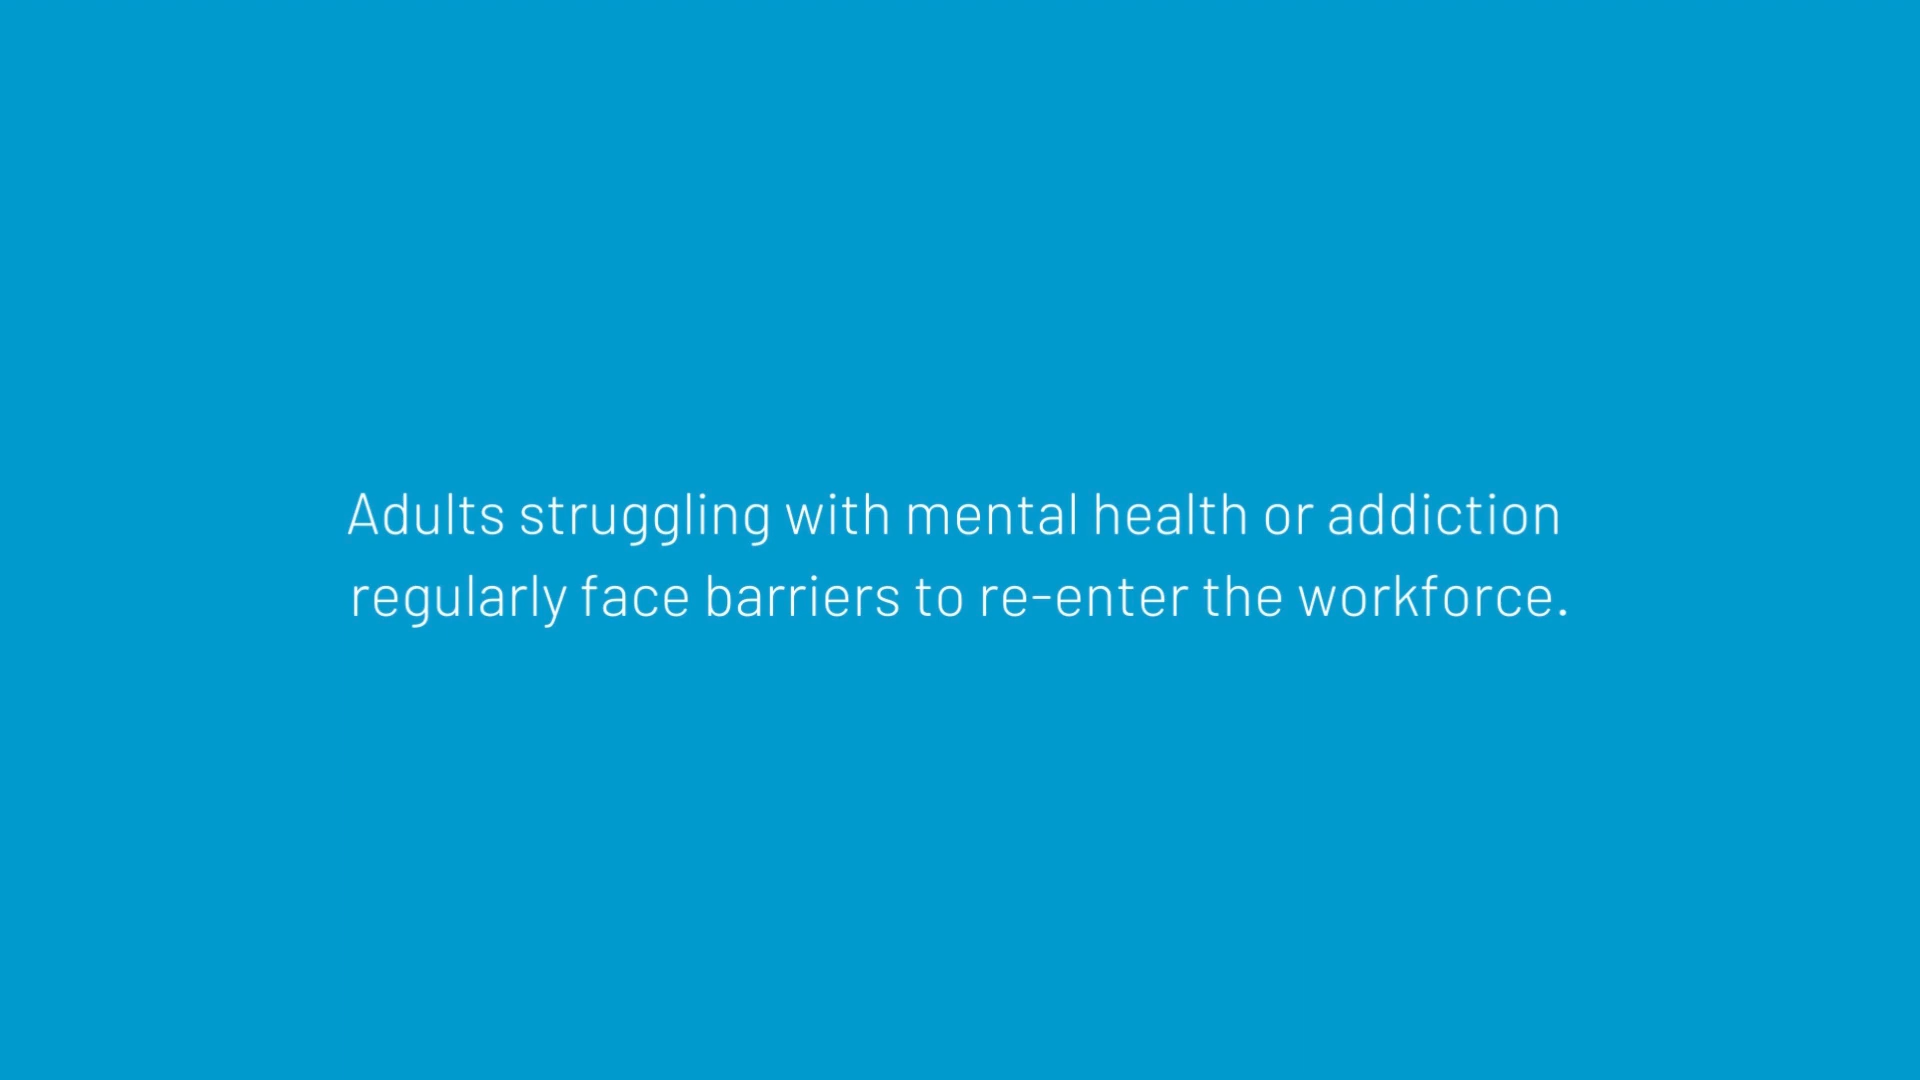 Adults struggling with mental health or addiction
regularly face barriers to re-enter the workforce.